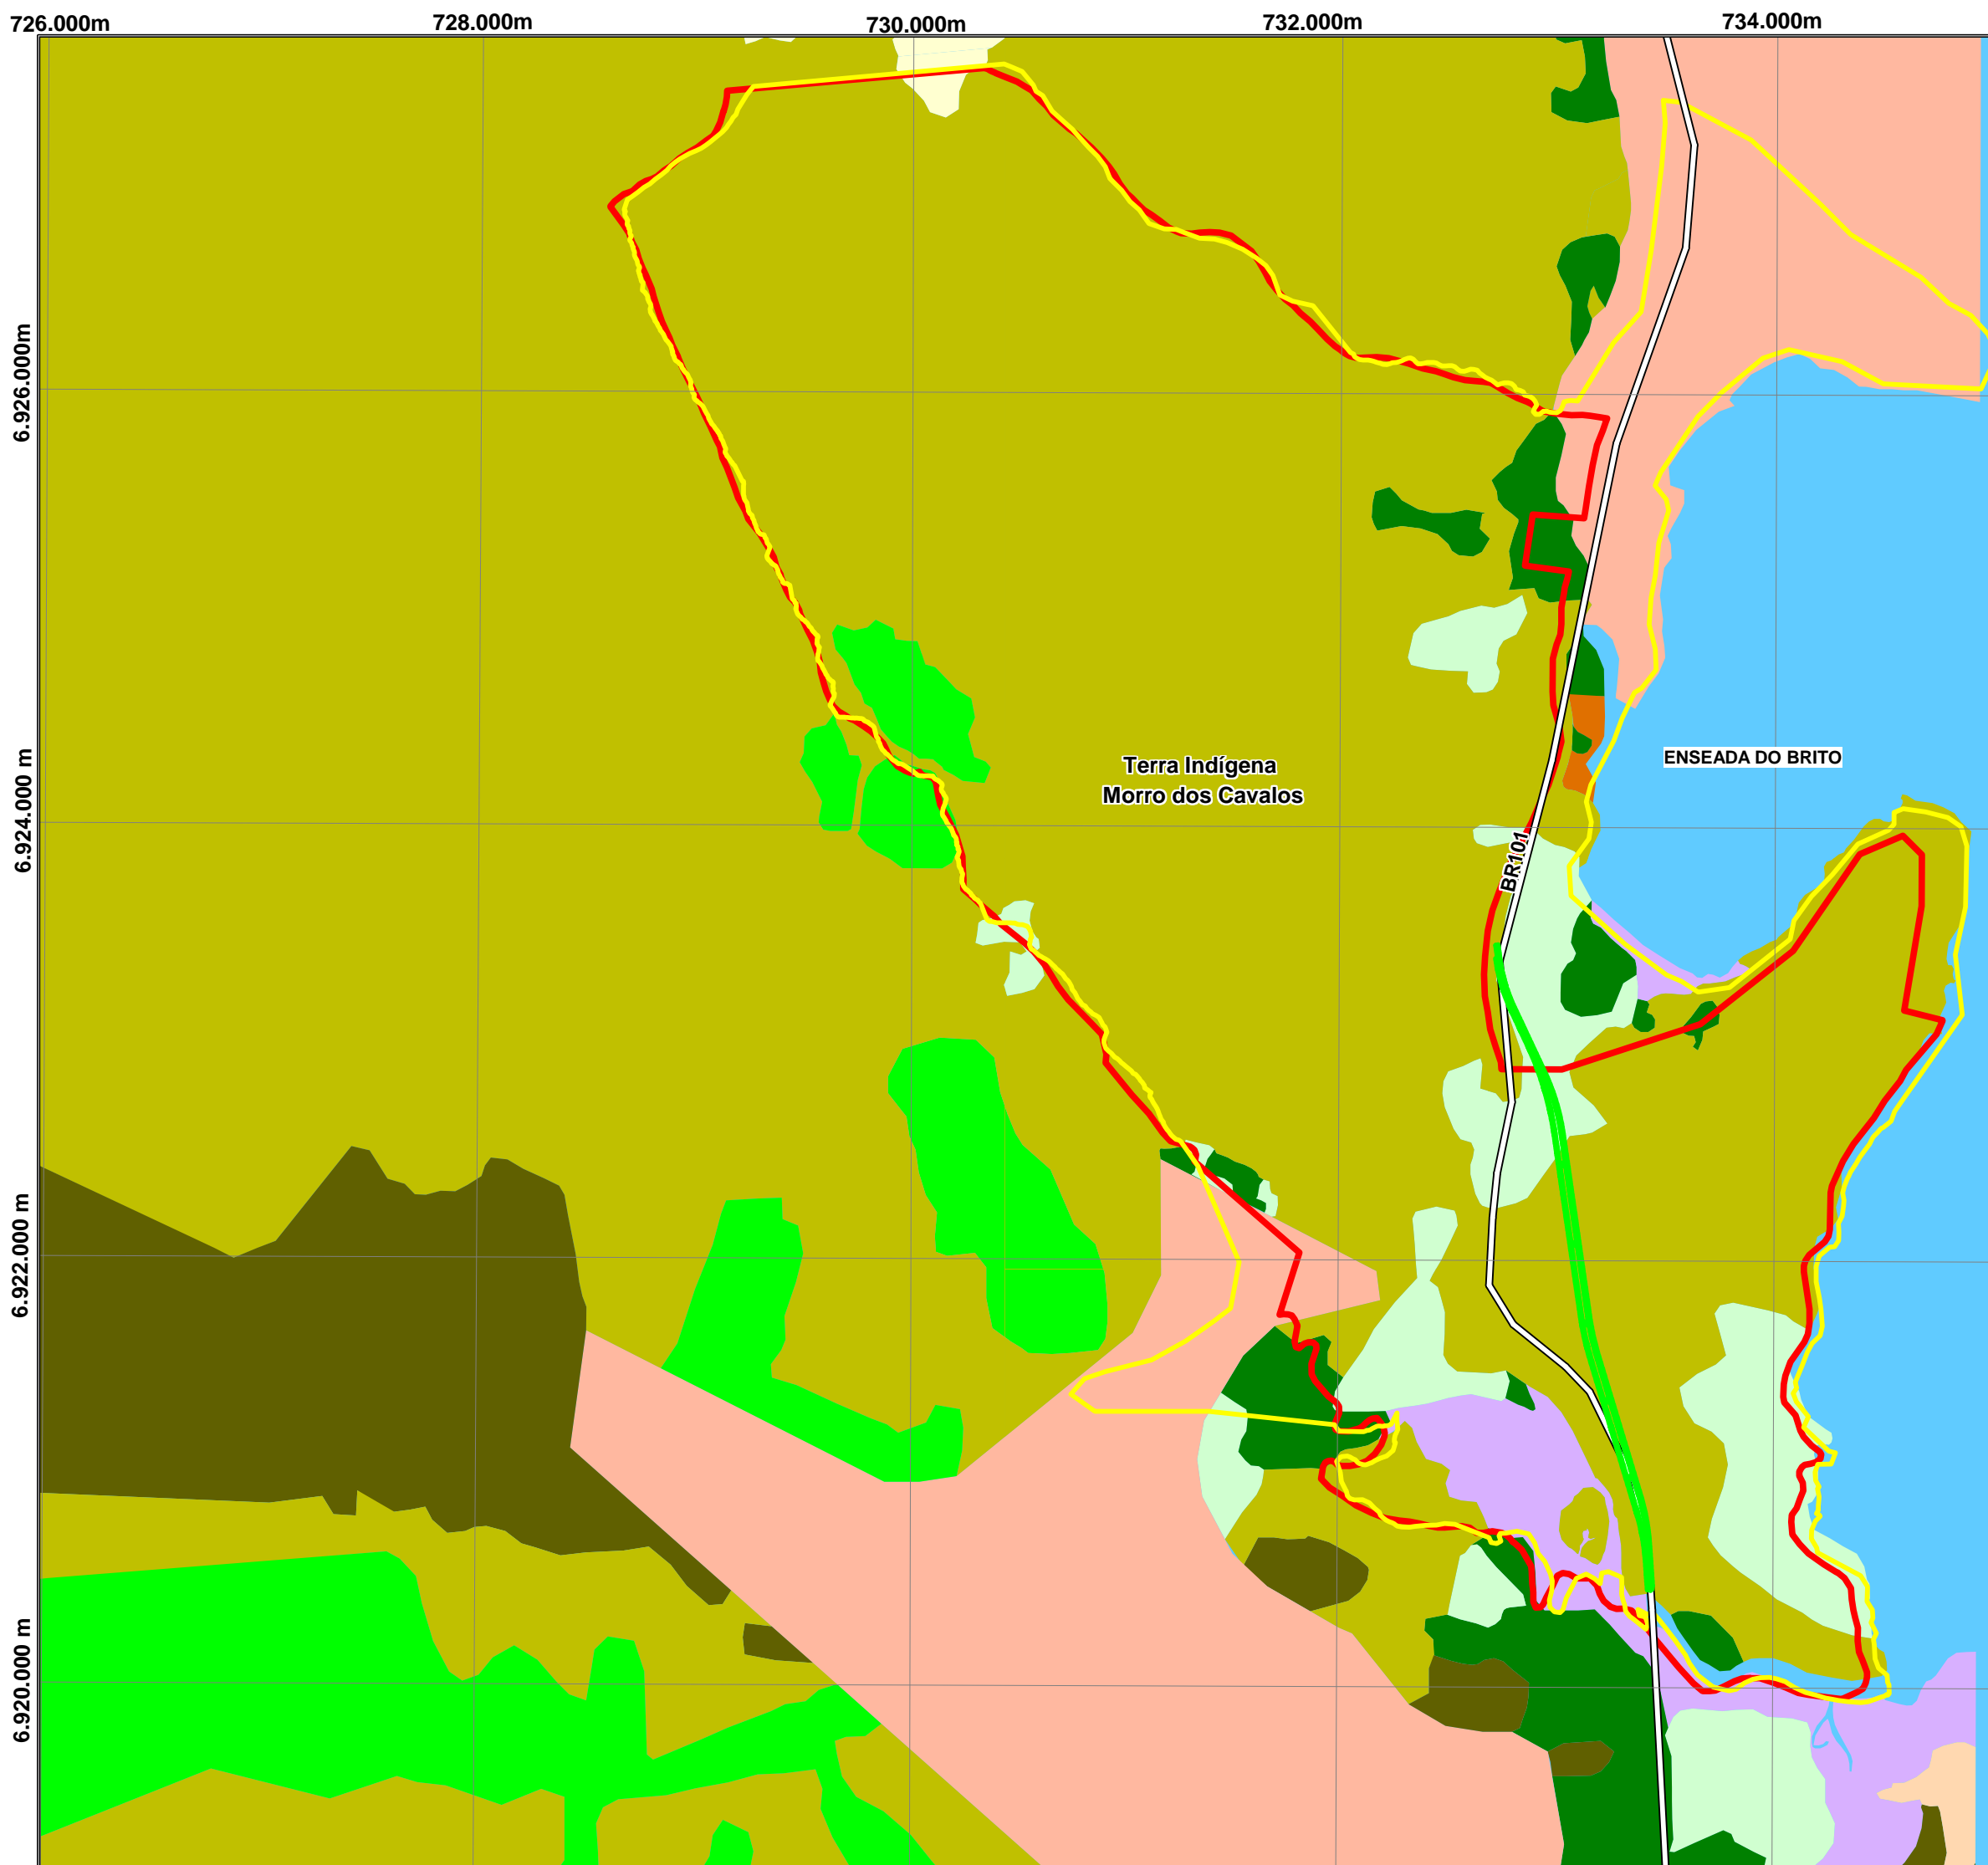 726.000m 728.000m 730.000m 732.000m 734.000m
6.926.000m
Terra Indígena
Morro dos Cavalos
ENSEADA DO BRITO
6.924.000 m
BR101
6.922.000 m
6.920.000 m